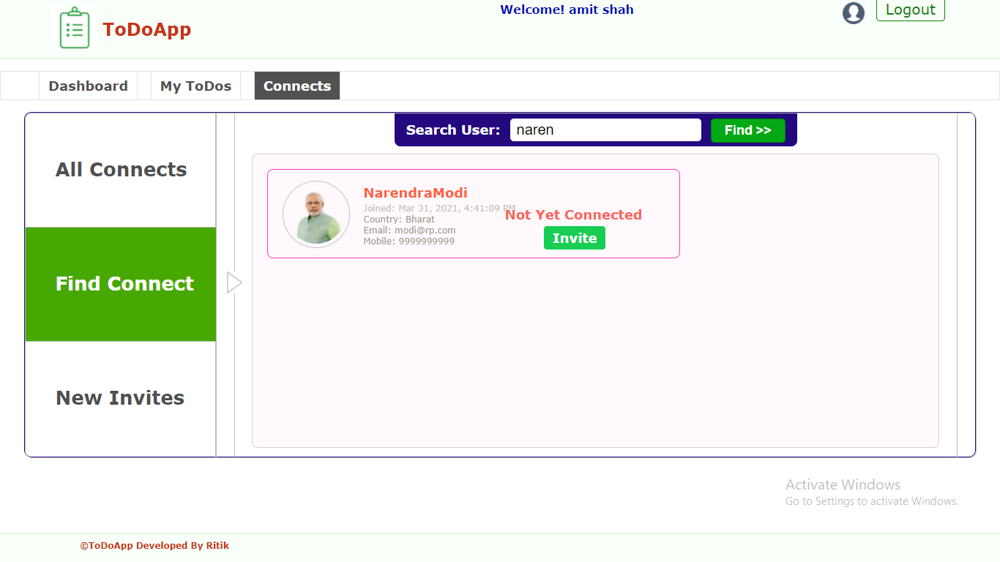 Welcome! amit shah
Logout
ToDoApp
Dashboard
My ToDos
Connects
All Connects
Find Connect
New Invites
Search User:
naren
Find >>
NarendraModi
Joined: Mar 31, 2021, 4:41:09 PM
Country: Bharat
Email: modi@rp.com
Mobile: 9999999999
Not Yet Connected
Invite
Activate Windows
Go to Settings to activate Windows.
©ToDoApp Developed By Ritik